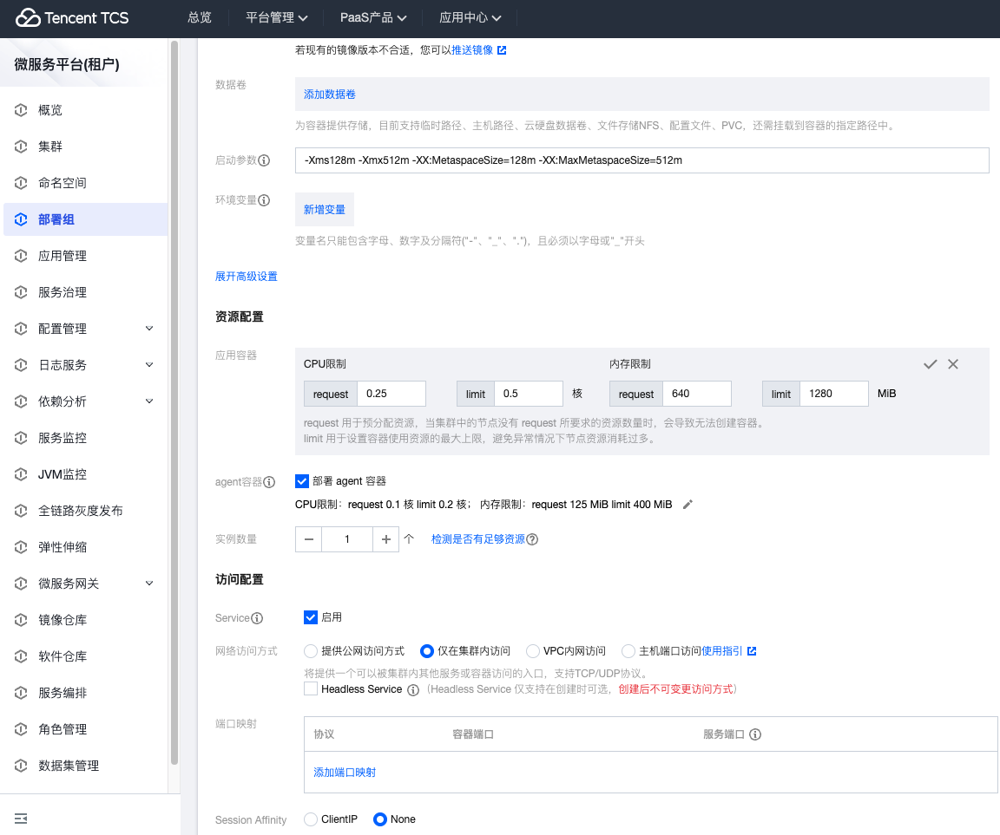 Tencent TCS 总览 平台管理 PaaS产品 应用中心
微服务平台(租户)
概览
集群
命名空间
部署组
应用管理
服务治理
配置管理
日志服务
依赖分析
服务监控
JVM监控
全链路灰度发布
弹性伸缩
微服务网关
镜像仓库
软件仓库
服务编排
角色管理
数据集管理
若现有的镜像版本不合适，您可以推送镜像
数据卷 添加数据卷
为容器提供存储，目前支持临时路径、主机路径、云硬盘数据卷、文件存储NFS、配置文件、PVC，还需挂载到容器的指定路径中。
启动参数 -Xms128m -Xmx512m -XX:MetaspaceSize=128m -XX:MaxMetaspaceSize=512m
环境变量 新增变量
变量名只能包含字母、数字及分隔符("-"、"_"、".")，且必须以字母或"_"开头
展开高级设置
资源配置
应用容器 CPU限制 内存限制
request 0.25 limit 0.5 核 request 640 limit 1280 MiB
request 用于预分配资源，当集群中的节点没有 request 所要求的资源数量时，会导致无法创建容器。
limit 用于设置容器使用资源的最大上限，避免异常情况下节点资源消耗过多。
agent容器 部署 agent 容器
CPU限制：request 0.1 核 limit 0.2 核； 内存限制：request 125 MiB limit 400 MiB
实例数量 1 个 检测是否有足够资源
访问配置
Service 启用
网络访问方式 提供公网访问方式 仅在集群内访问 VPC内网访问 主机端口访问使用指引
将提供一个可以被集群内其他服务或容器访问的入口，支持TCP/UDP协议。
Headless Service (Headless Service 仅支持在创建时可选，创建后不可变更访问方式)
端口映射 协议 容器端口 服务端口
添加端口映射
Session Affinity ClientIP None